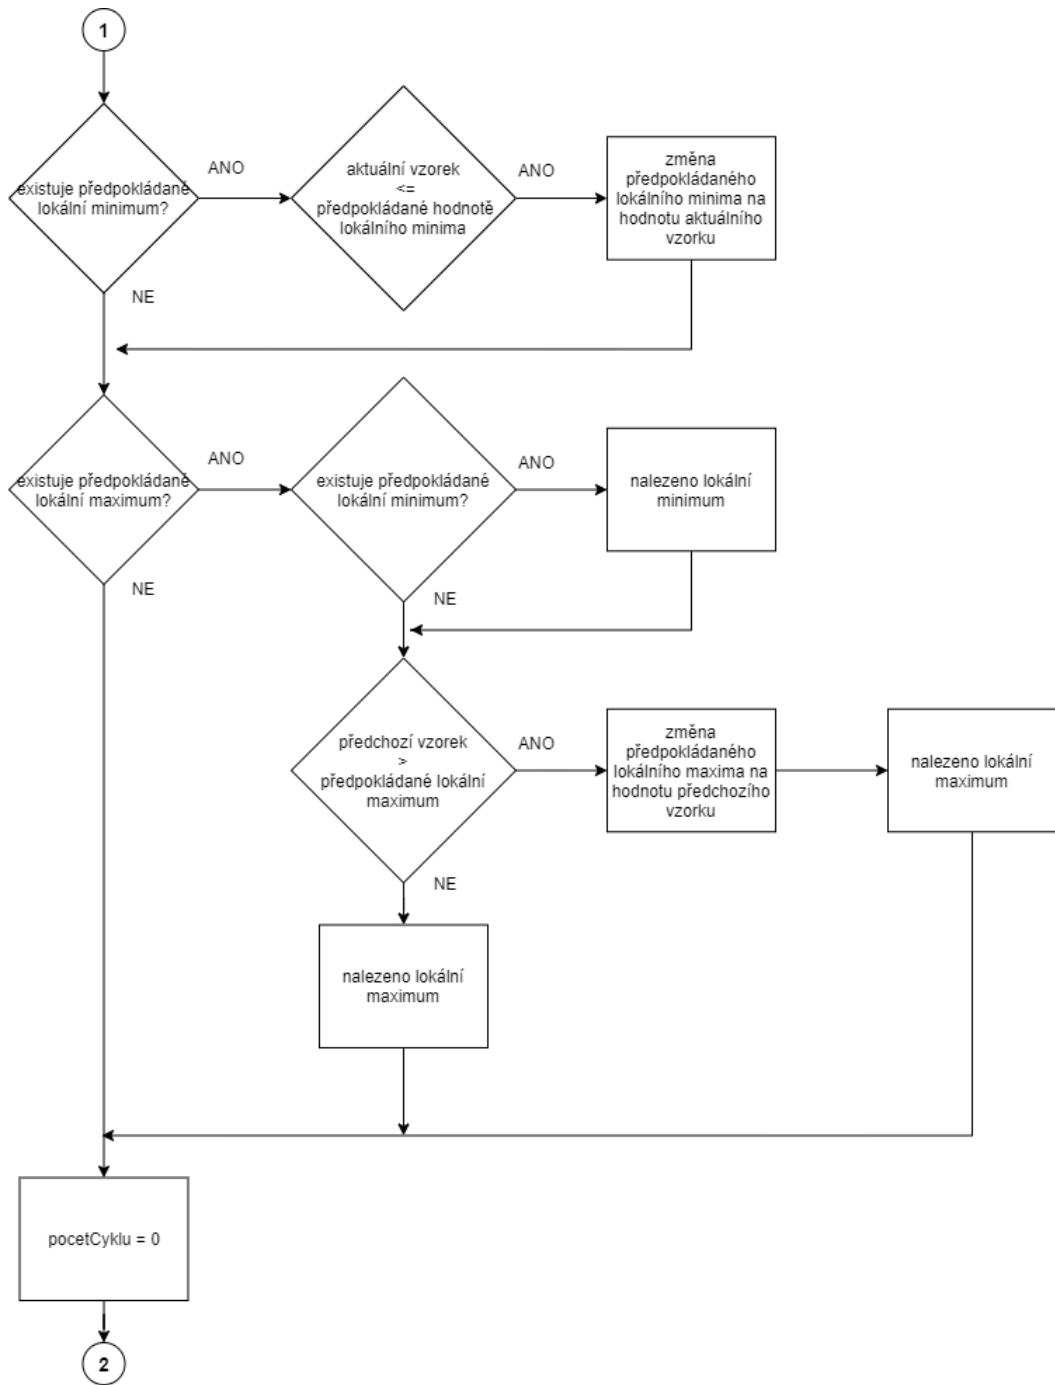 1
existuje předpokládané
lokální minimum?
ANO
aktuální vzorek
<=
předpokládané hodnotě
lokálního minima
ANO
změna
předpokládaného
lokálního minima na
hodnotu aktuálního
vzorku
NE
existuje předpokládané
lokální maximum?
ANO
existuje předpokládané
lokální minimum?
ANO
nalezeno lokální
minimum
NE
NE
předchozí vzorek
>
předpokládané lokální
maximum
ANO
změna
předpokládaného
lokálního maxima na
hodnotu předchozího
vzorku
nalezeno lokální
maximum
NE
nalezeno lokální
maximum
pocetCyklu = 0
2